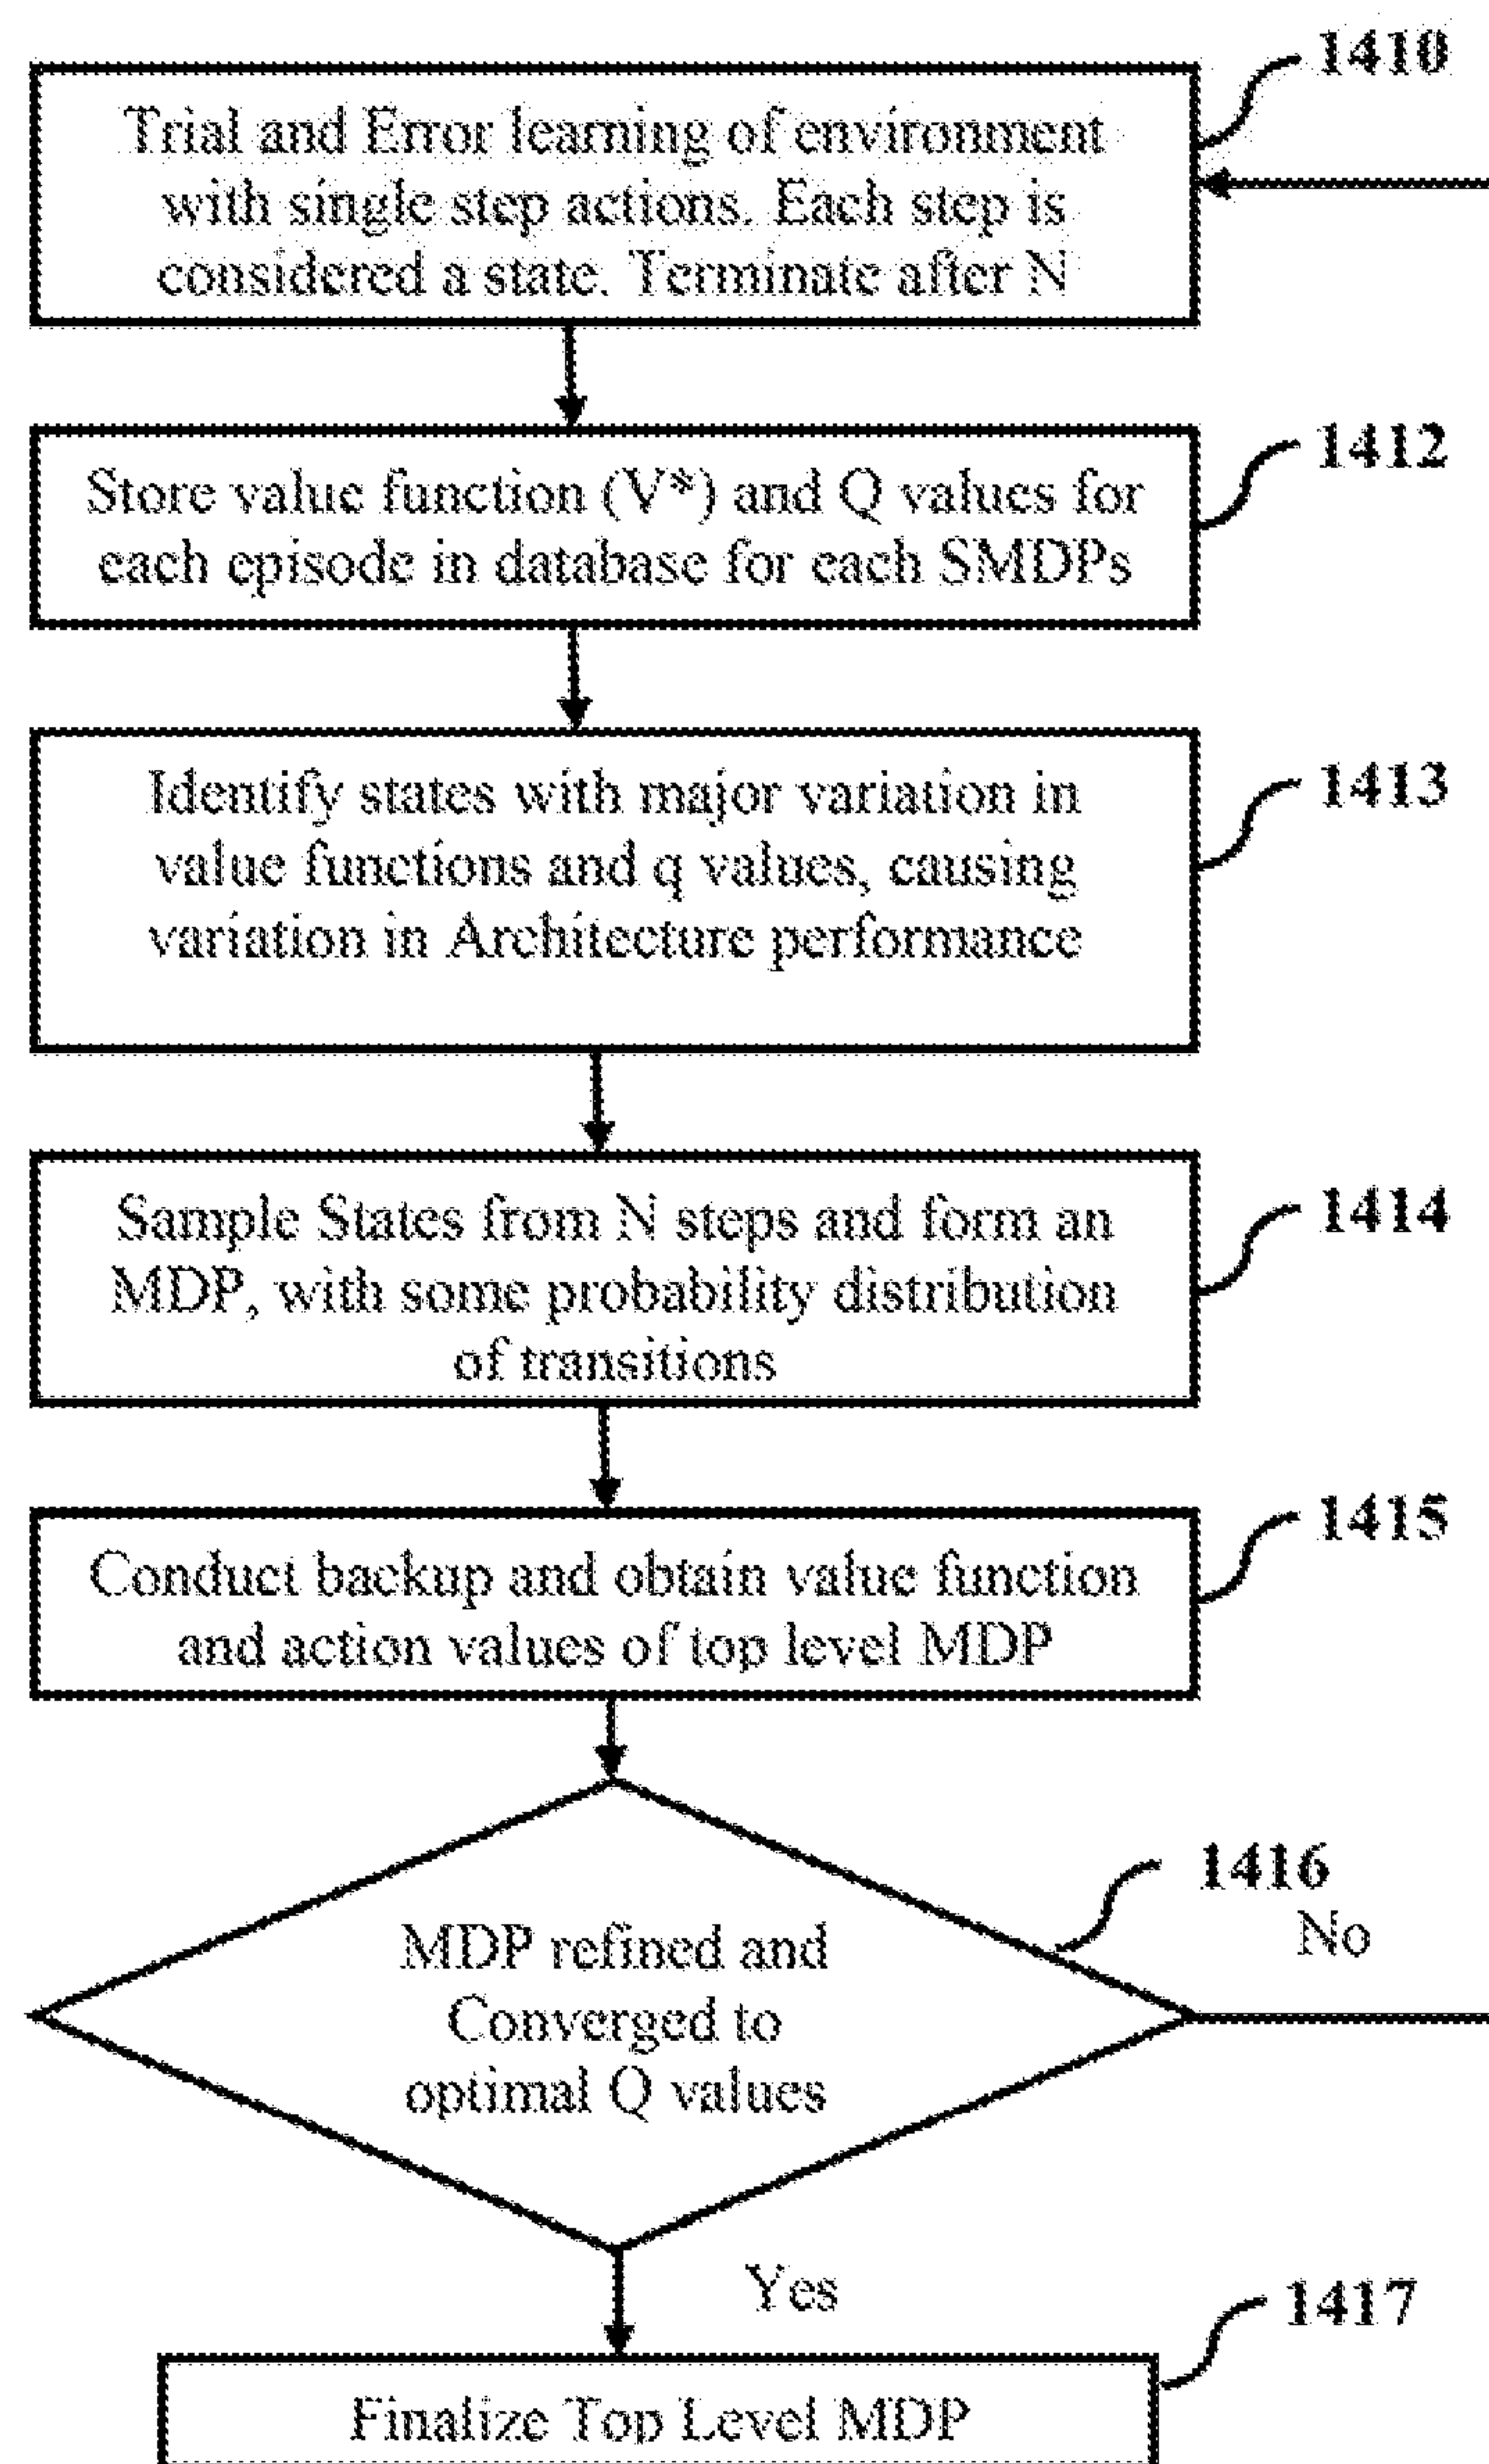 1410
Trial and Error learning of environment
with single step actions. Each step is
considered a state. Terminate after N
1412
Store value function (V*) and Q values for
each episode in database for each SMDPs
1413
Identify states with major variation in
value functions and q values, causing
variation in Architecture performance
1414
Sample States from N steps and form an
MDP, with some probability distribution
of transitions
1415
Conduct backup and obtain value function
and action values of top level MDP
1416
No
MDP refined and
Converged to
optimal Q values
Yes
1417
Finalize Top Level MDP